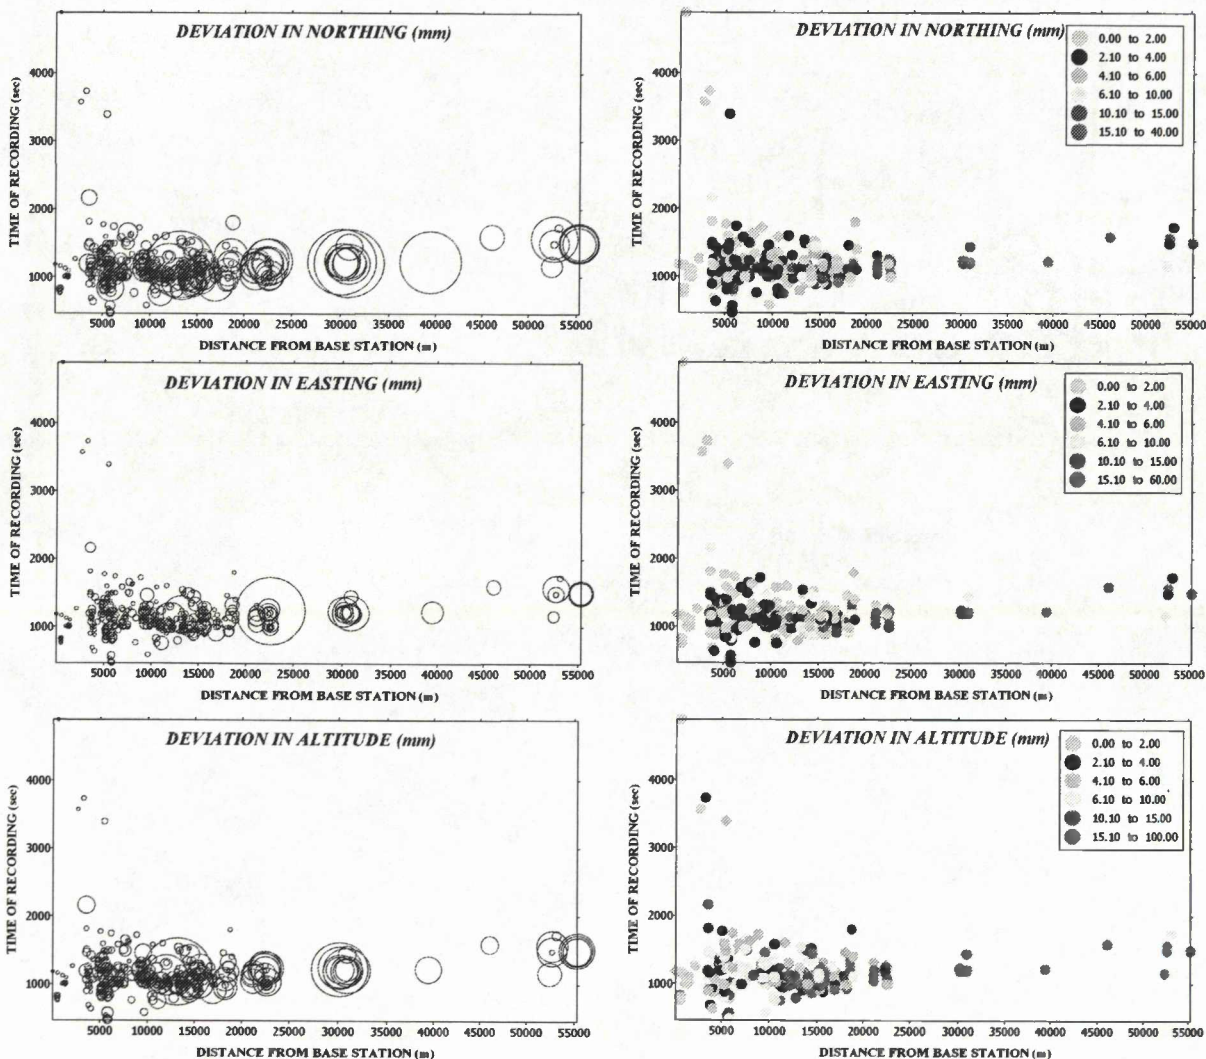 DEVIATION IN NORTHING (mm)
TIME OF RECORDING (sec)
4000
3000
2000
1000
5000 10000 15000 20000 25000 30000 35000 40000 45000 50000 55000
DISTANCE FROM BASE STATION (m)
DEVIATION IN NORTHING (mm)
0.00 to 2.00
2.10 to 4.00
4.10 to 6.00
6.10 to 10.00
10.10 to 15.00
15.10 to 40.00
TIME OF RECORDING (sec)
4000
3000
2000
1000
5000 10000 15000 20000 25000 30000 35000 40000 45000 50000 55000
DISTANCE FROM BASE STATION (m)
DEVIATION IN EASTING (mm)
TIME OF RECORDING (sec)
4000
3000
2000
1000
5000 10000 15000 20000 25000 30000 35000 40000 45000 50000 55000
DISTANCE FROM BASE STATION (m)
DEVIATION IN EASTING (mm)
0.00 to 2.00
2.10 to 4.00
4.10 to 6.00
6.10 to 10.00
10.10 to 15.00
15.10 to 60.00
TIME OF RECORDING (sec)
4000
3000
2000
1000
5000 10000 15000 20000 25000 30000 35000 40000 45000 50000 55000
DISTANCE FROM BASE STATION (m)
DEVIATION IN ALTITUDE (mm)
TIME OF RECORDING (sec)
4000
3000
2000
1000
5000 10000 15000 20000 25000 30000 35000 40000 45000 50000 55000
DISTANCE FROM BASE STATION (m)
DEVIATION IN ALTITUDE (mm)
0.00 to 2.00
2.10 to 4.00
4.10 to 6.00
6.10 to 10.00
10.10 to 15.00
15.10 to 100.00
TIME OF RECORDING (sec)
4000
3000
2000
1000
5000 10000 15000 20000 25000 30000 35000 40000 45000 50000 55000
DISTANCE FROM BASE STATION (m)